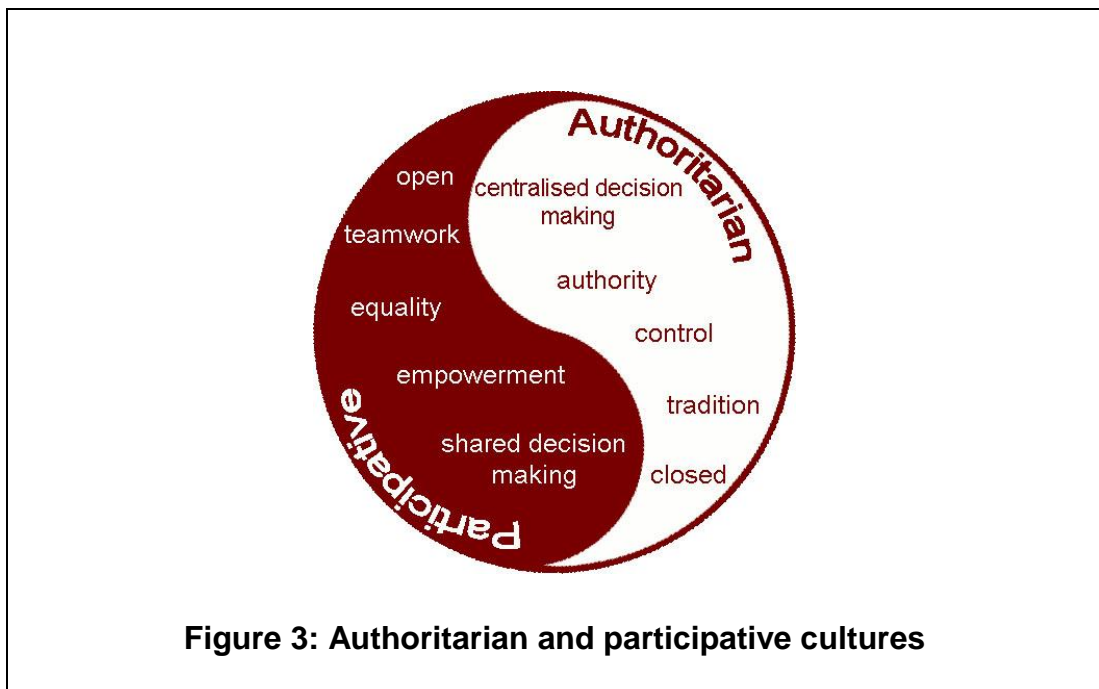 Authoritarian
centralised decision
making
authority
control
tradition
closed
open
teamwork
equality
empowerment
shared decision
making
Participative
Figure 3: Authoritarian and participative cultures